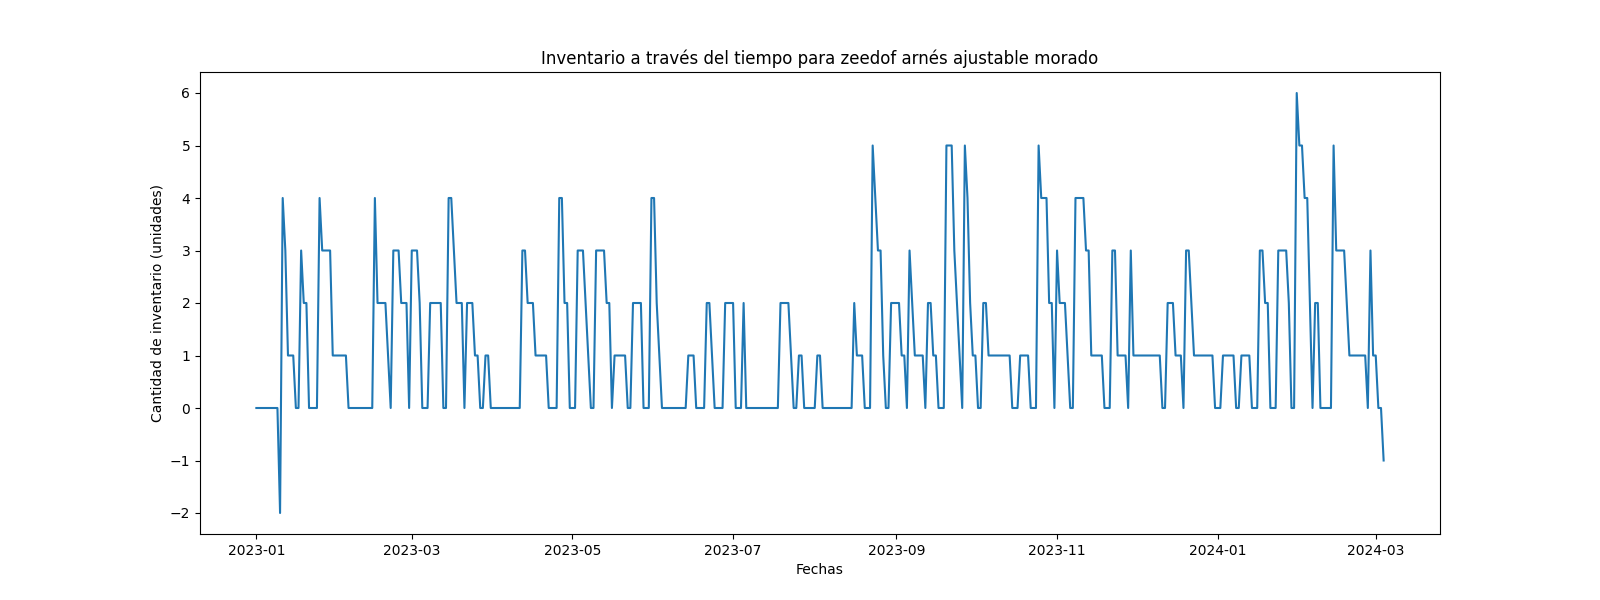 Inventario a través del tiempo para zeedof arnés ajustable morado
Cantidad de inventario (unidades)
6
5
4
3
2
1
0
−1
−2
2023-01 2023-03 2023-05 2023-07 2023-09 2023-11 2024-01 2024-03
Fechas